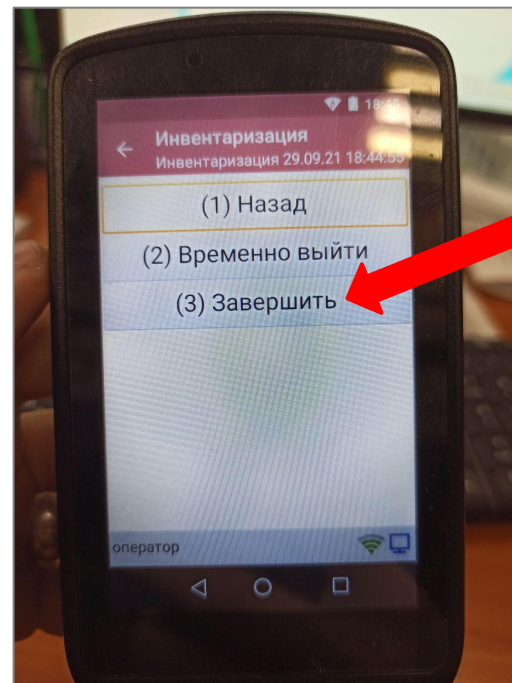 Инвентаризация
Инвентаризация 29.09.21 18:44:55
(1) Назад
(2) Временно выйти
(3) Завершить
оператор